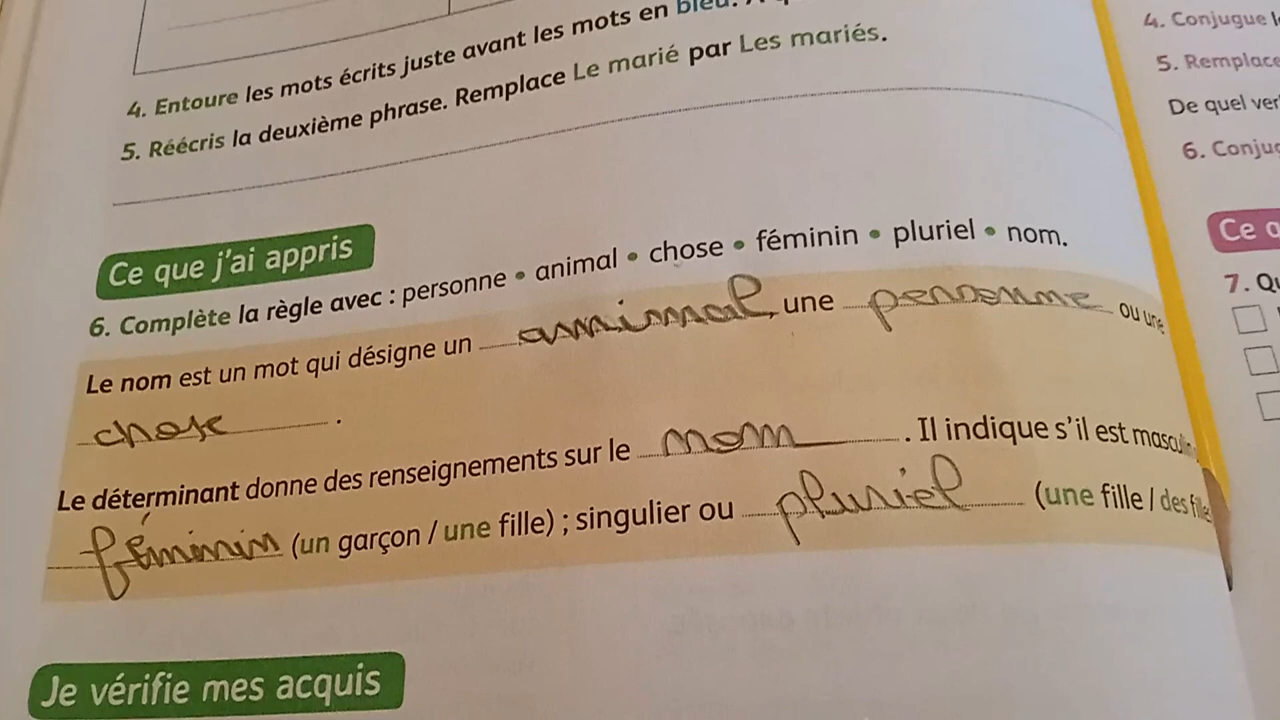 4. Entoure les mots écrits juste avant les mots en bleu.
4. Conjugue
5. Réécris la deuxième phrase. Remplace Le marié par Les mariés.
5. Remplace
De quel
6. Conjug
Ce que j'ai appris
Ce
6. Complète la règle avec : personne • animal • chose • féminin • pluriel • nom.
7.
Le nom est un mot qui désigne un animal, une personne ou une
chose.
Le déterminant donne des renseignements sur le nom. Il indique s'il est
féminin (un garçon / une fille) ; singulier ou pluriel (une fille / des
Je vérifie mes acquis